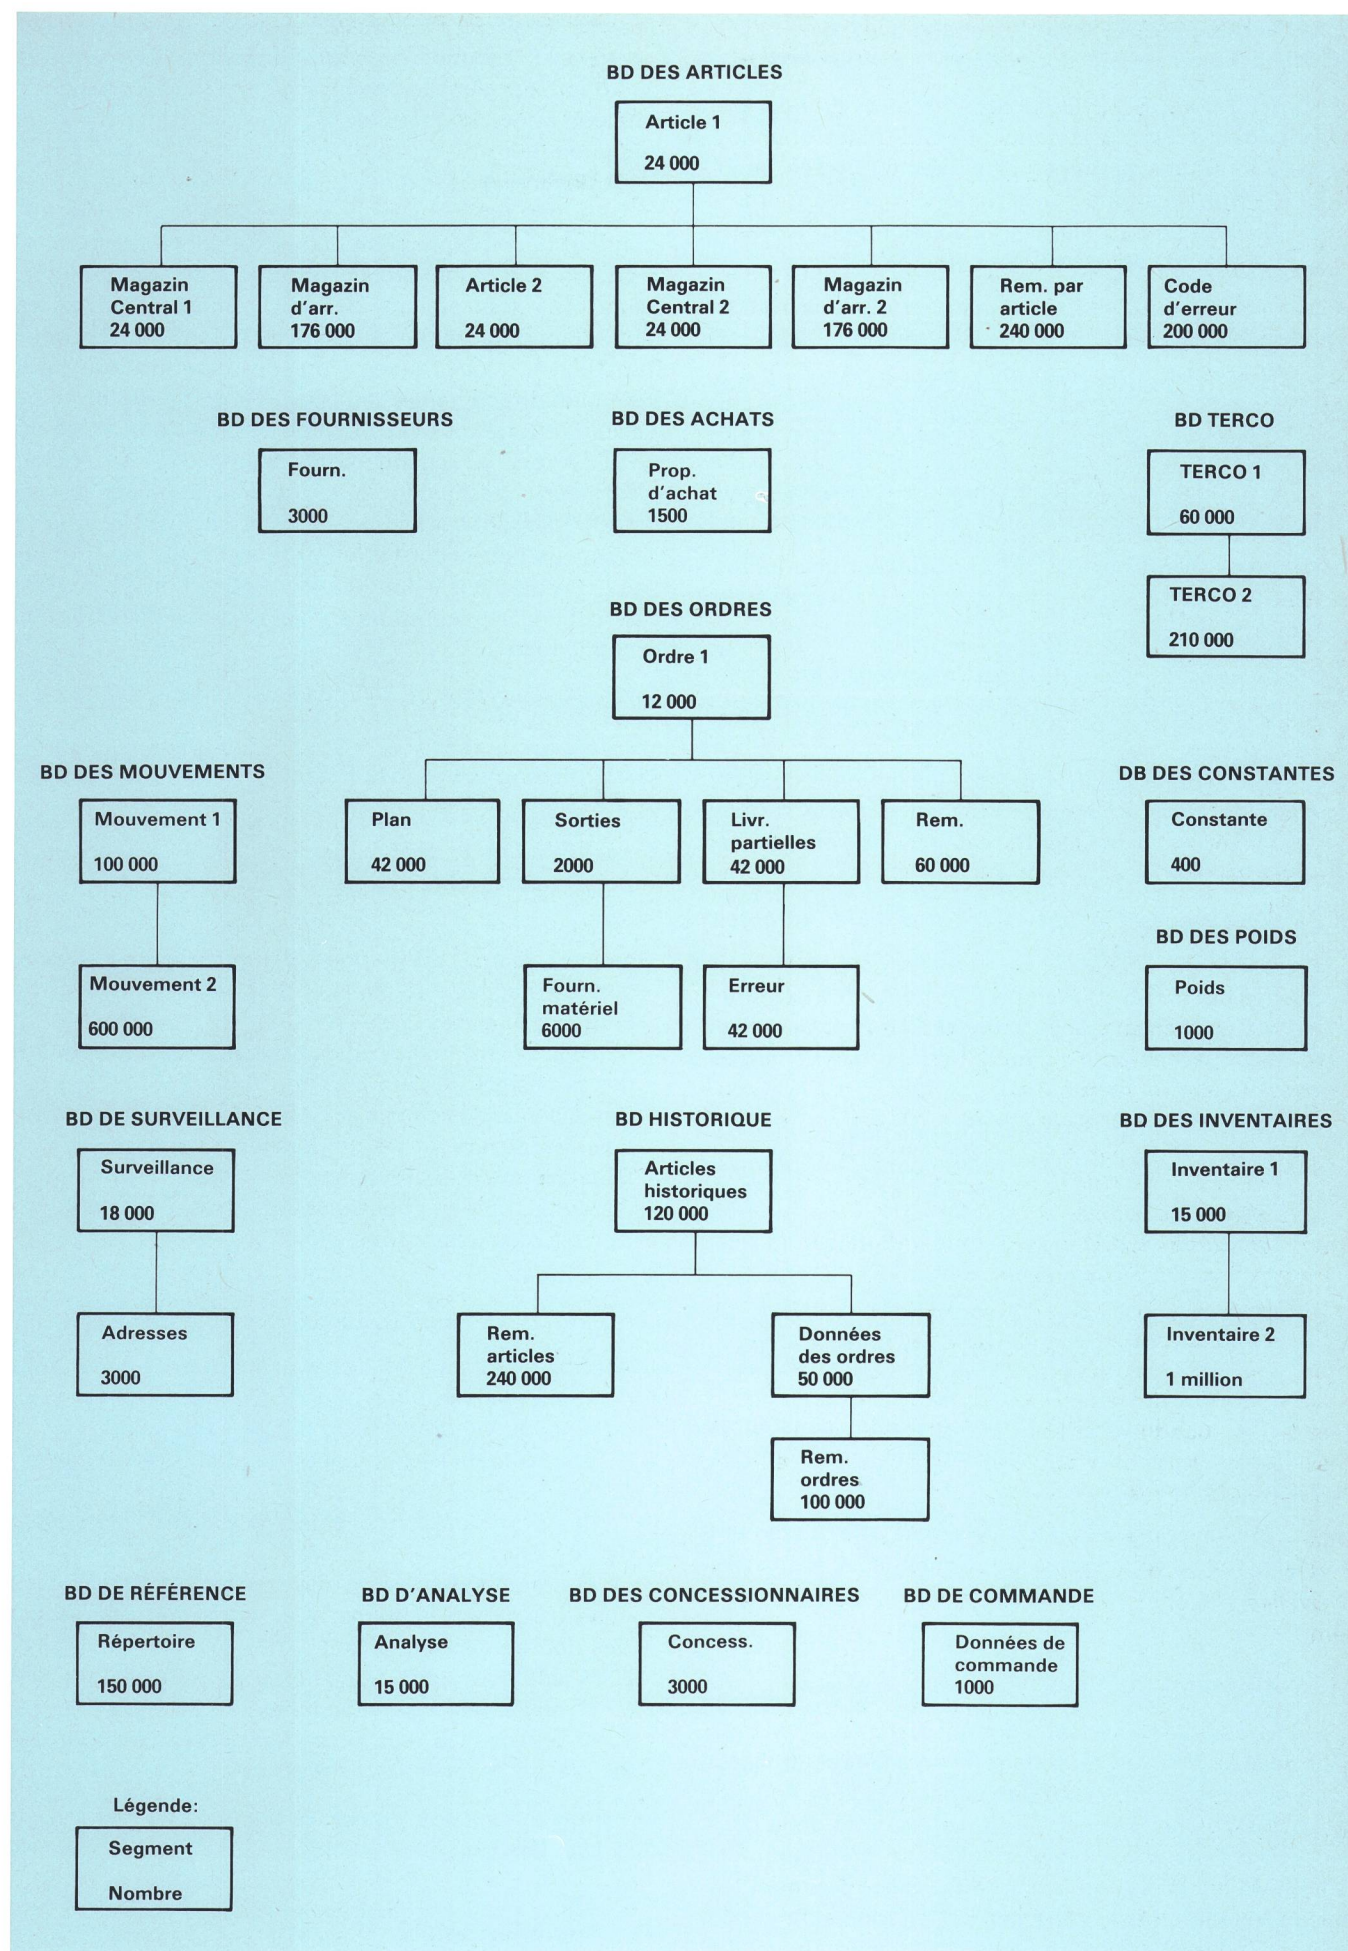 BD DES ARTICLES
Article 1
24 000
Magazin
Central 1
24 000
Magazin
d'arr.
176 000
Article 2
24 000
Magazin
Central 2
24 000
Magazin
d'arr. 2
176 000
Rem. par
article
240 000
Code
d'erreur
200 000
BD DES FOURNISSEURS
Fourn.
3000
BD DES ACHATS
Prop.
d'achat
1500
BD TERCO
TERCO 1
60 000
TERCO 2
210 000
BD DES ORDRES
Ordre 1
12 000
Plan
42 000
Sorties
2000
Livr.
partielles
42 000
Rem.
60 000
Fourn.
matériel
6000
Erreur
42 000
BD DES MOUVEMENTS
Mouvement 1
100 000
Mouvement 2
600 000
DB DES CONSTANTES
Constante
400
BD DES POIDS
Poids
1000
BD DE SURVEILLANCE
Surveillance
18 000
Adresses
3000
BD HISTORIQUE
Articles
historiques
120 000
Rem.
articles
240 000
Données
des ordres
50 000
Rem.
ordres
100 000
BD DES INVENTAIRES
Inventaire 1
15 000
Inventaire 2
1 million
BD DE RÉFÉRENCE
Répertoire
150 000
BD D'ANALYSE
Analyse
15 000
BD DES CONCESSIONNAIRES
Concess.
3000
BD DE COMMANDE
Données de
commande
1000
Légende:
Segment
Nombre